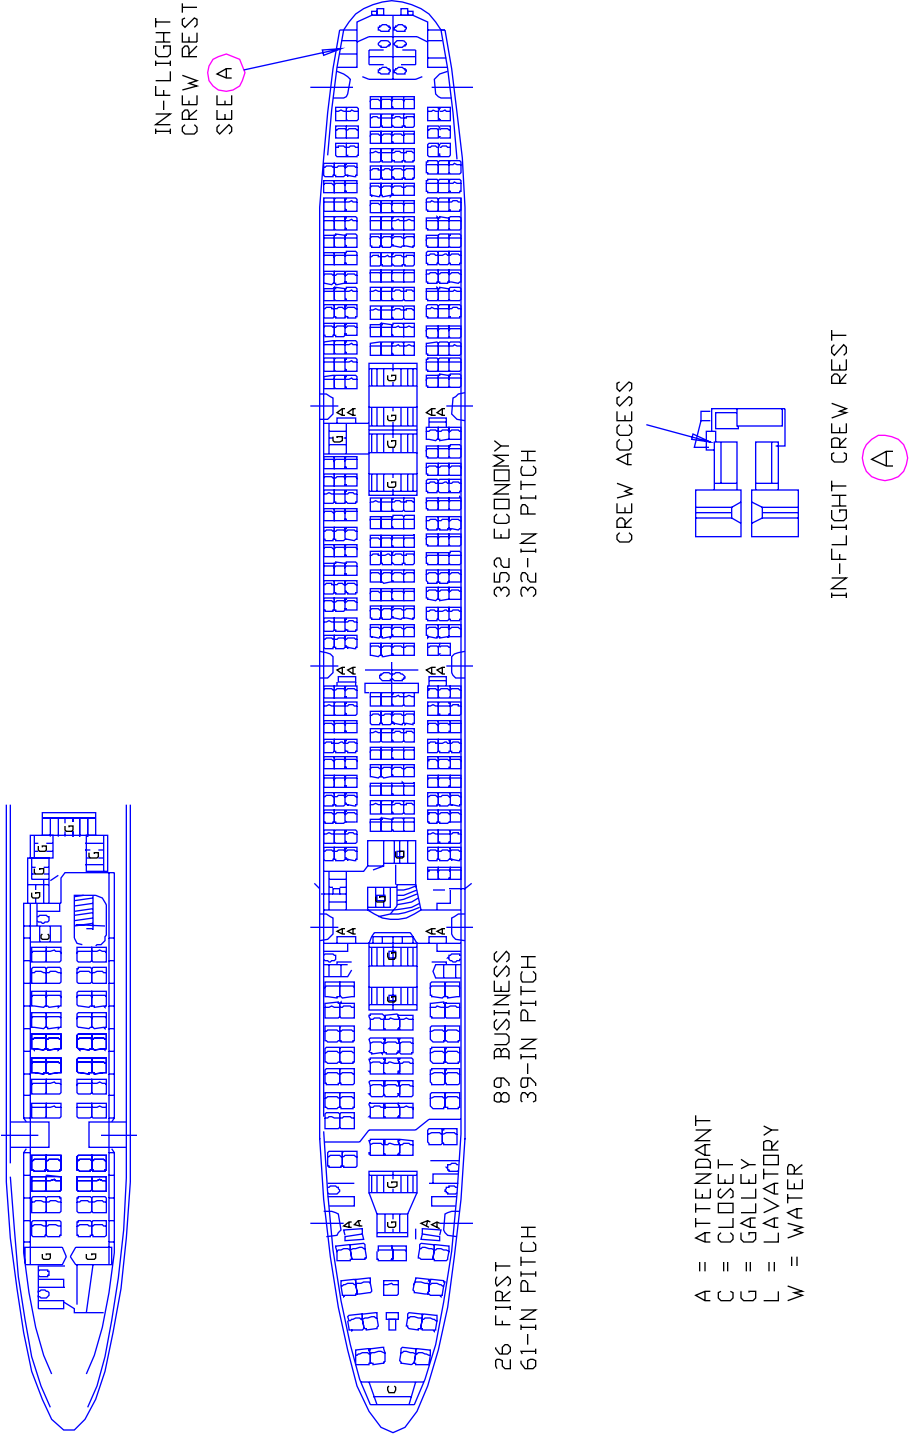 IN-FLIGHT
CREW REST
SEE A
G
G
G
G
G
C
G
G
G
G
G
G
G
A A
A A
A A
A A
G
G
A A
A A
G
G
G
G
A A
A A
C
352 ECONOMY
32-IN PITCH
89 BUSINESS
39-IN PITCH
26 FIRST
61-IN PITCH
CREW ACCESS
IN-FLIGHT CREW REST
A
A = ATTENDANT
C = CLOSET
G = GALLEY
L = LAVATORY
W = WATER